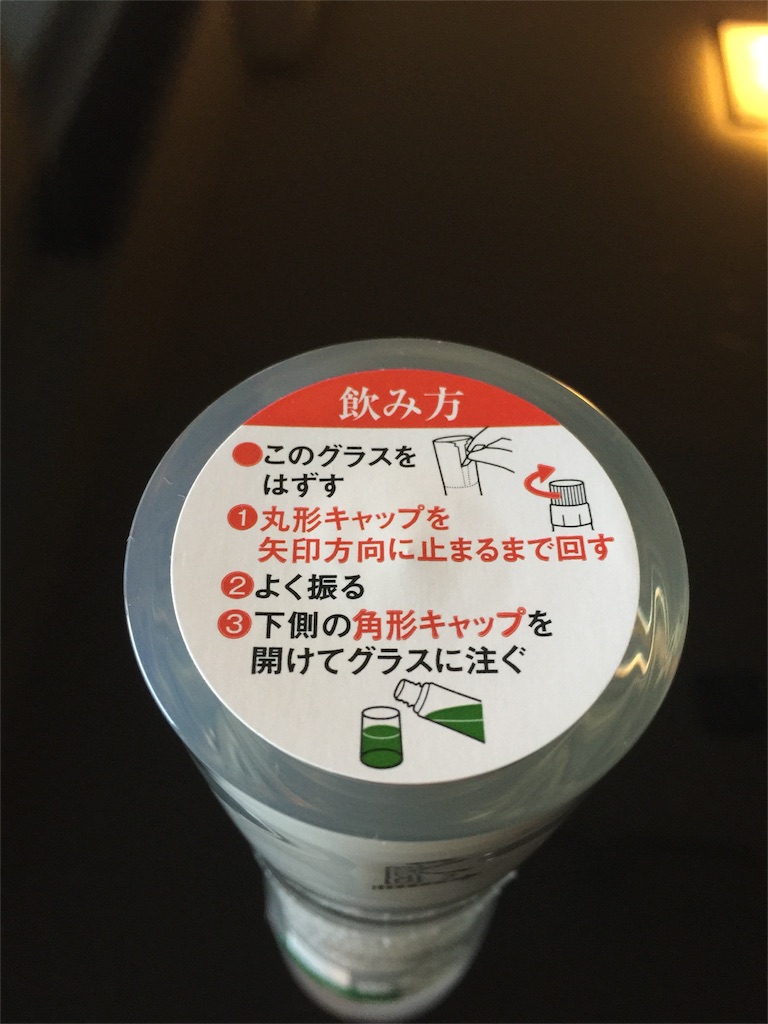 飲み方
●このグラスを
はずす
❶丸形キャップを
矢印方向に止まるまで回す
❷よく振る
❸下側の角形キャップを
開けてグラスに注ぐ